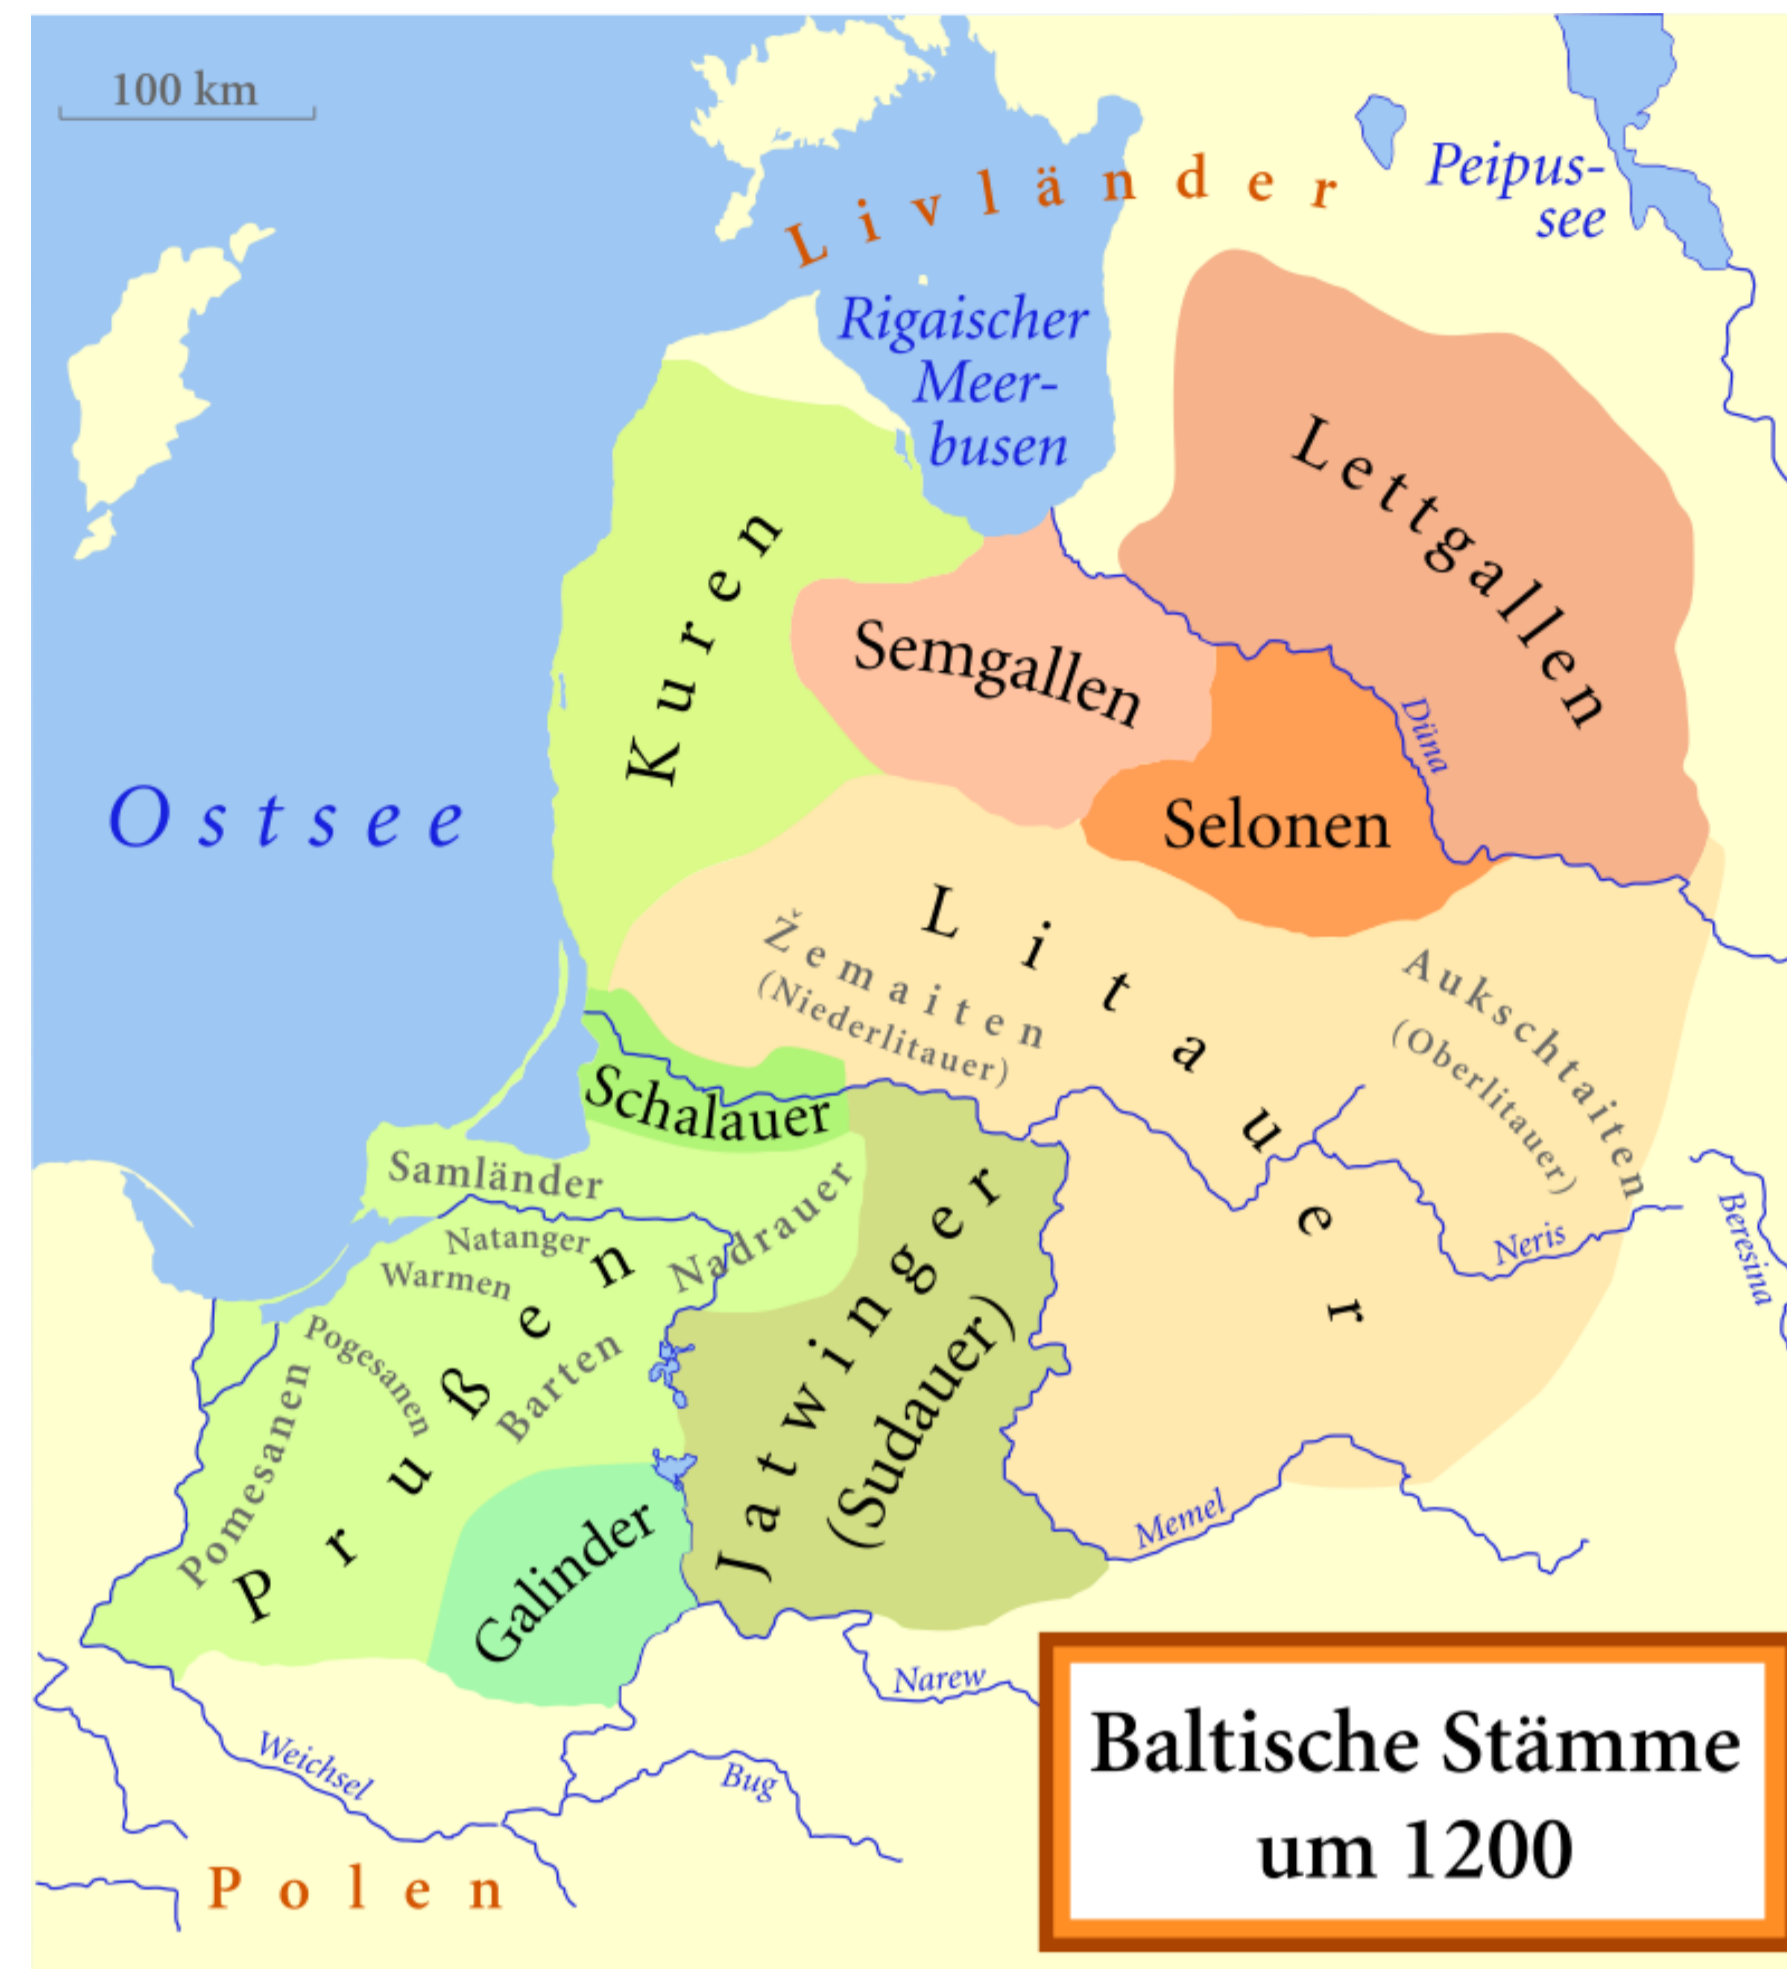 100 km
Livländer
Peipus-
see
Rigaischer
Meer-
busen
Lettgallen
Kuren
Semgallen
Düna
Ostsee
Selonen
Litauer
Žemaiten
(Niederlitauer)
Aukschtaiten
(Oberlitauer)
Schalauer
Samländer
Nadrauer
Natanger
Warmen
Pogesanen
Barten
Pomesanen
Prußen
Jatwinger
(Sudauer)
Neris
Beresina
Galinder
Memel
Narew
Weichsel
Bug
Polen
Baltische Stämme
um 1200